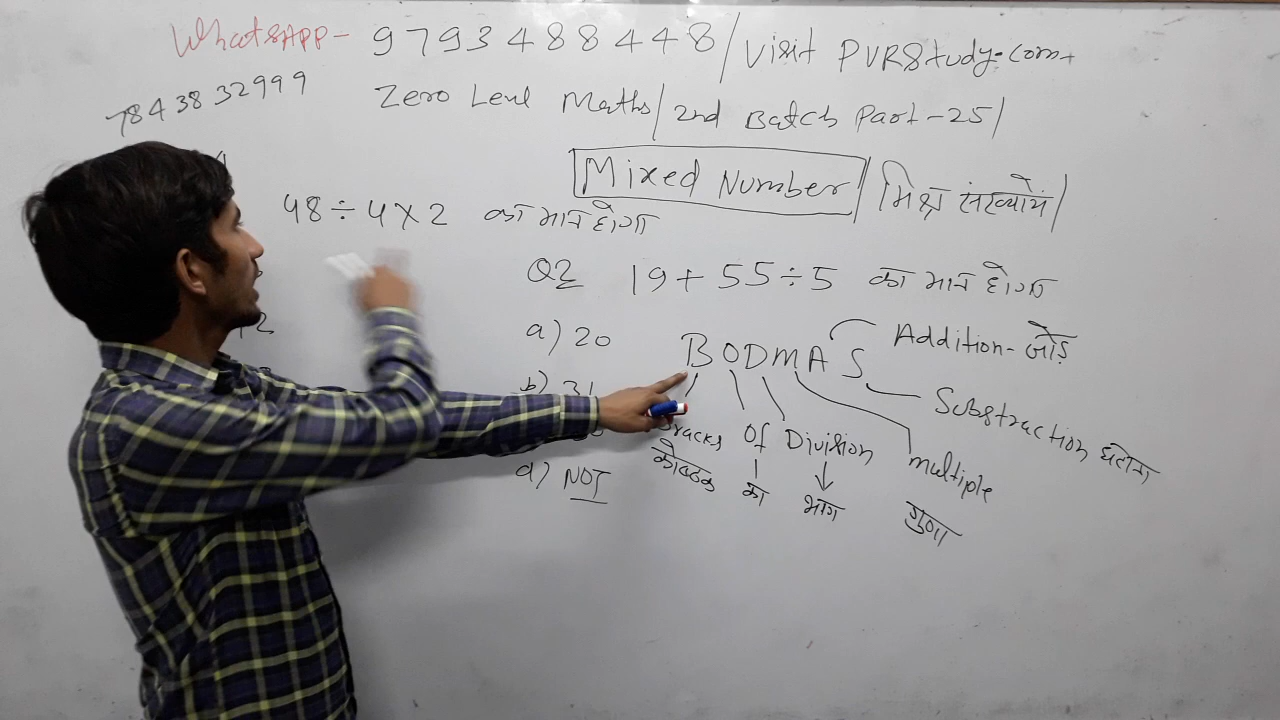 WhatsAPP- 9793488448/Visit PVRStudy.com
7843832999
Zero Level Maths/2nd Batch Part-25/
Mixed Number/मिश्र संख्यायें/
48÷4×2 का मान होगा
Q2 19+55÷5 का मान होगा
a) 20
b) 31
d) NOT
BODMAS
Addition-जोड़
Substraction घटाना
Of Division multiple
कोष्ठक का भाग गुणा